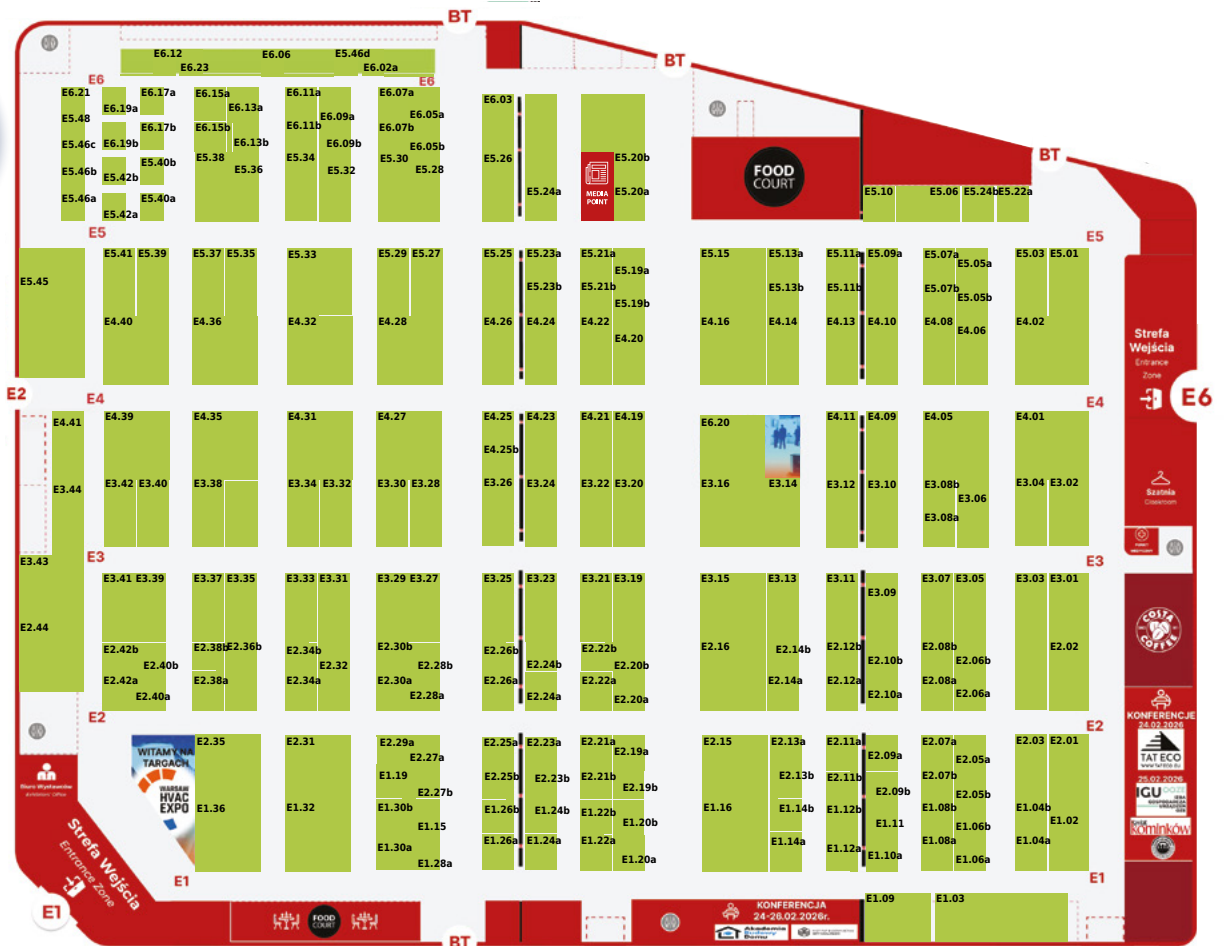 BT
BT
BT
E6.12 E6.06 E5.46d
E6.23 E6.02a
E6 E6
E6.21 E6.17a E6.15a E6.11a E6.07a E6.03
E6.19a E6.13a E6.09a E6.05a
E5.48 E6.17b E6.15b E6.11b E6.07b
E5.46c E6.19b E6.13b E6.09b E6.05b
E5.40b E5.38 E5.34 E5.30 E5.26 E5.20b
E5.46b E5.42b E5.36 E5.32 E5.28
MEDIA
POINT
FOOD
COURT
E5.46a E5.40a E5.24a E5.20a E5.10 E5.06 E5.24b E5.22a
E5.42a
E5 E5
E5.45 E5.41 E5.39 E5.37 E5.35 E5.33 E5.29 E5.27 E5.25 E5.23a E5.21a E5.15 E5.13a E5.11a E5.09a E5.07a E5.03 E5.01
E5.19a E5.05a
E5.23b E5.21b E5.13b E5.11b E5.07b
E5.19b E5.05b
E4.40 E4.36 E4.32 E4.28 E4.26 E4.24 E4.22 E4.16 E4.14 E4.13 E4.10 E4.08 E4.02
E4.20 E4.06
Strefa
Wejścia
Entrance
Zone
E6
E2
E4 E4
E4.41 E4.39 E4.35 E4.31 E4.27 E4.25 E4.23 E4.21 E4.19 E6.20 E4.11 E4.09 E4.05 E4.01
E4.25b
E3.44 E3.42 E3.40 E3.38 E3.34 E3.32 E3.30 E3.28 E3.26 E3.24 E3.22 E3.20 E3.16 E3.14 E3.12 E3.10 E3.08b E3.04 E3.02
E3.06
E3.08a
Szatnia
E3 E3
E3.43 E3.41 E3.39 E3.37 E3.35 E3.33 E3.31 E3.29 E3.27 E3.25 E3.23 E3.21 E3.19 E3.15 E3.13 E3.11 E3.07 E3.05 E3.03 E3.01
E3.09
E2.44 E2.42b E2.38b E2.36b E2.34b E2.30b E2.26b E2.22b E2.16 E2.14b E2.12b E2.08b E2.02
E2.40b E2.32 E2.28b E2.24b E2.20b E2.10b E2.06b
E2.42a E2.38a E2.34a E2.30a E2.26a E2.22a E2.14a E2.12a E2.08a
E2.40a E2.28a E2.24a E2.20a E2.10a E2.06a
COSTA
COFFEE
E2 E2
WITAMY NA
TARGACH
WARSAW
HVAC
EXPO
E2.35 E2.31 E2.29a E2.25a E2.23a E2.21a E2.15 E2.13a E2.11a E2.07a E2.03 E2.01
E2.27a E2.19a E2.09a E2.05a
E1.19 E2.25b E2.23b E2.21b E2.13b E2.11b E2.07b
E2.27b E2.19b E2.09b E2.05b
E1.36 E1.32 E1.30b E1.26b E1.24b E1.22b E1.16 E1.14b E1.12b E1.08b E1.04b
E1.15 E1.20b E1.11 E1.06b E1.02
E1.30a E1.26a E1.24a E1.22a E1.14a E1.12a E1.08a E1.04a
E1.28a E1.20a E1.10a E1.06a
KONFERENCJE
24.02.2026
TAT ECO
WWW.TATECO.EU
25.02.2026
IGU OOZE
kominków
Biuro Wystawców
Strefa Wejścia
Entrance Zone
E1
E1 E1
FOOD
COURT
BT
KONFERENCJA
24-26.02.2026r.
Akademia
Budowy
Domu
E1.09 E1.03